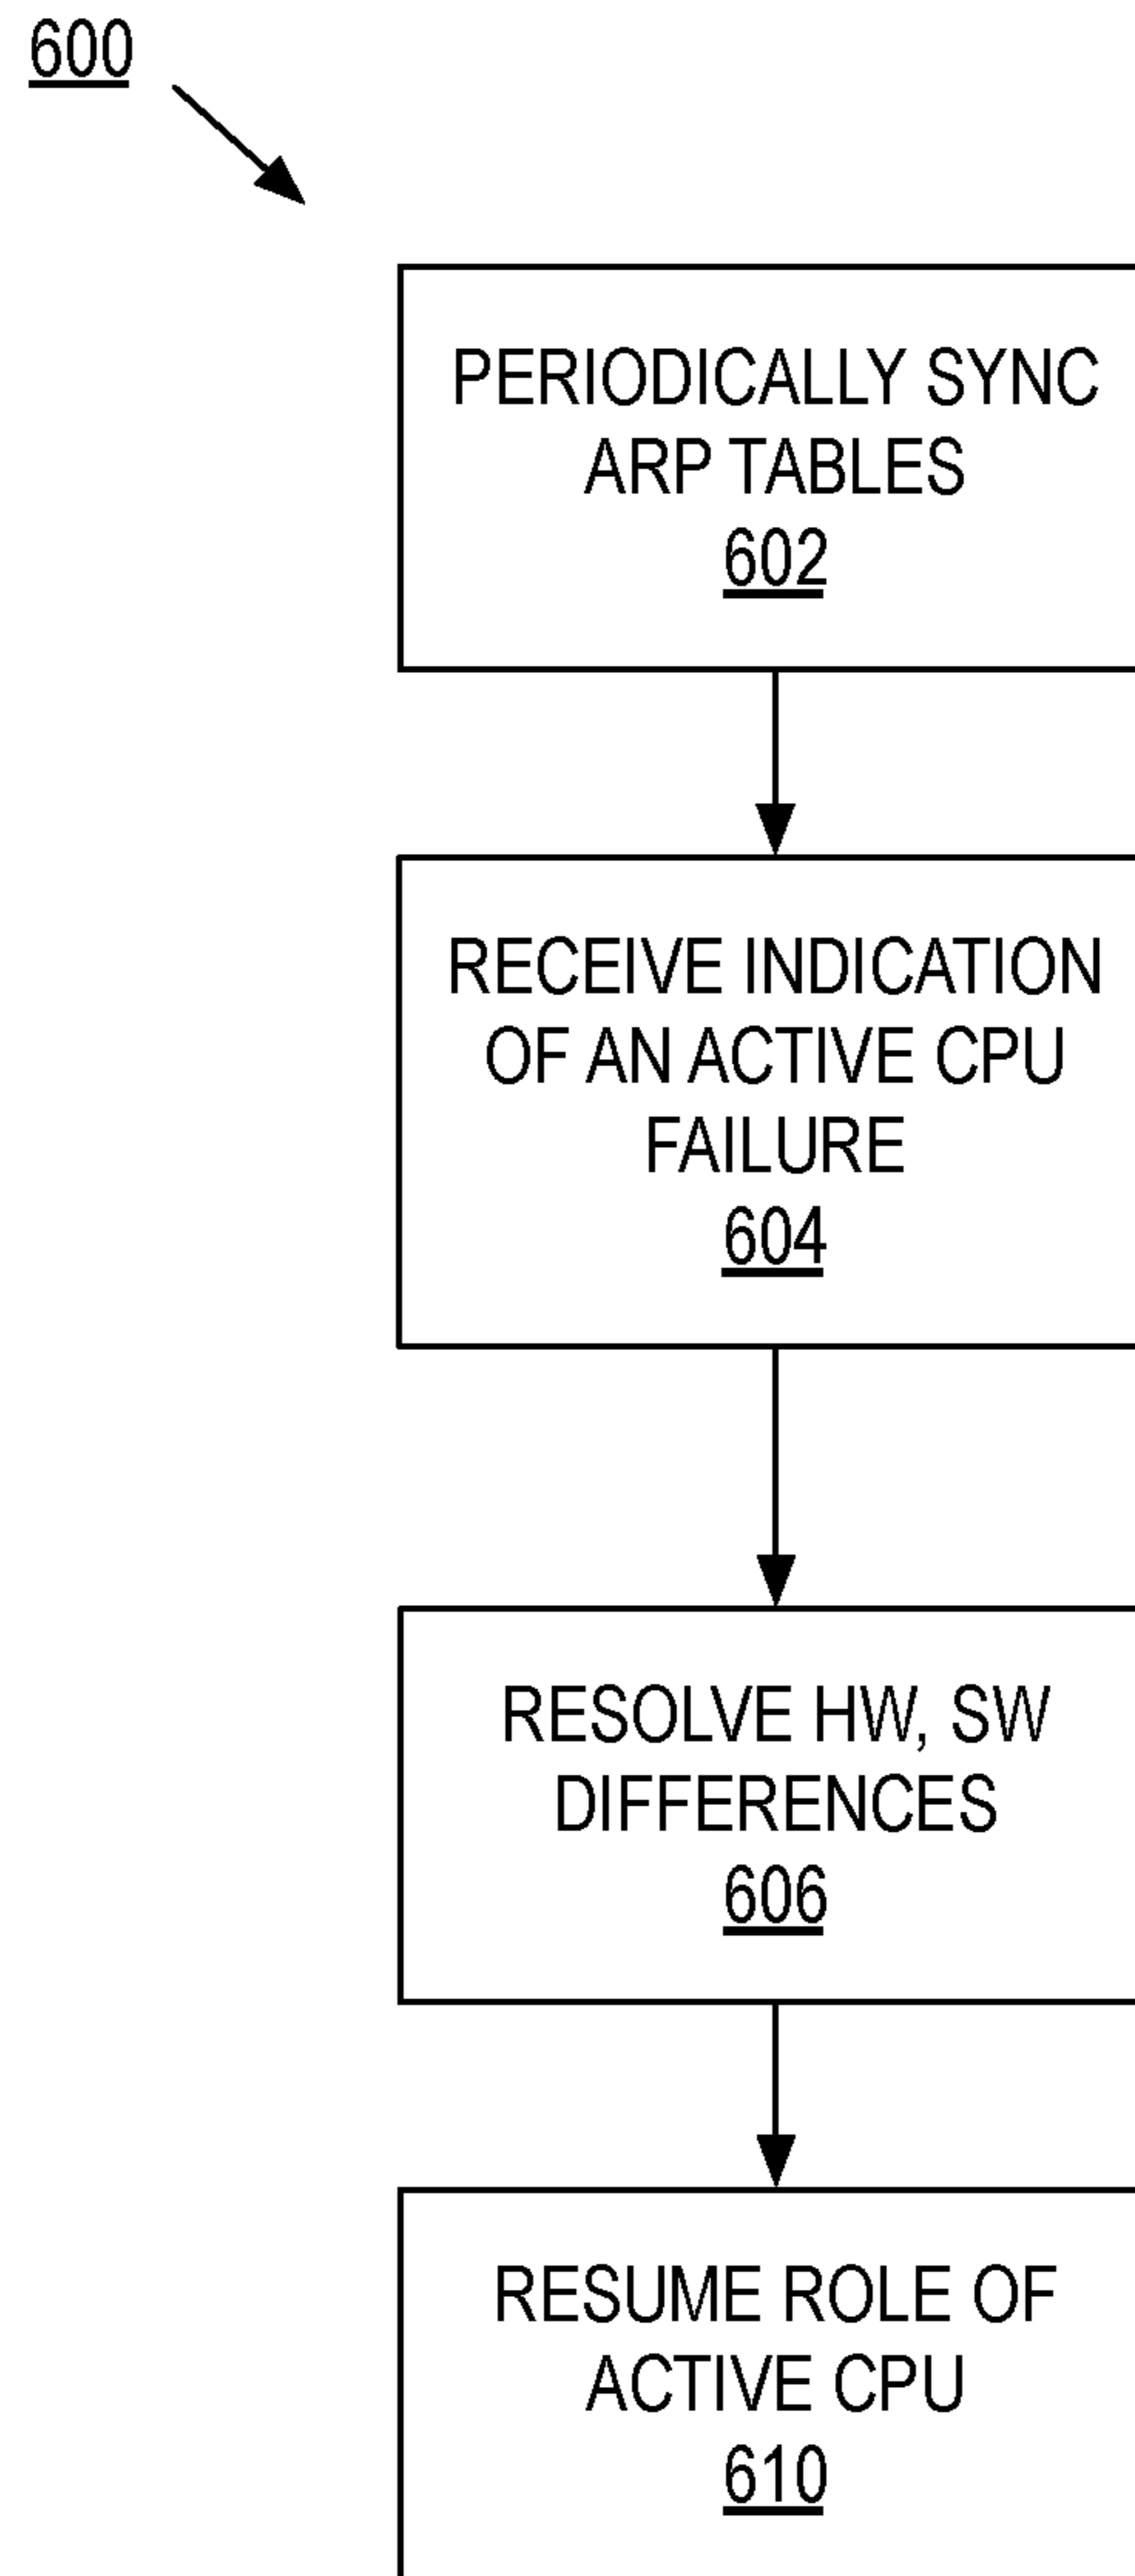 600
PERIODICALLY SYNC
ARP TABLES
602
RECEIVE INDICATION
OF AN ACTIVE CPU
FAILURE
604
RESOLVE HW, SW
DIFFERENCES
606
RESUME ROLE OF
ACTIVE CPU
610